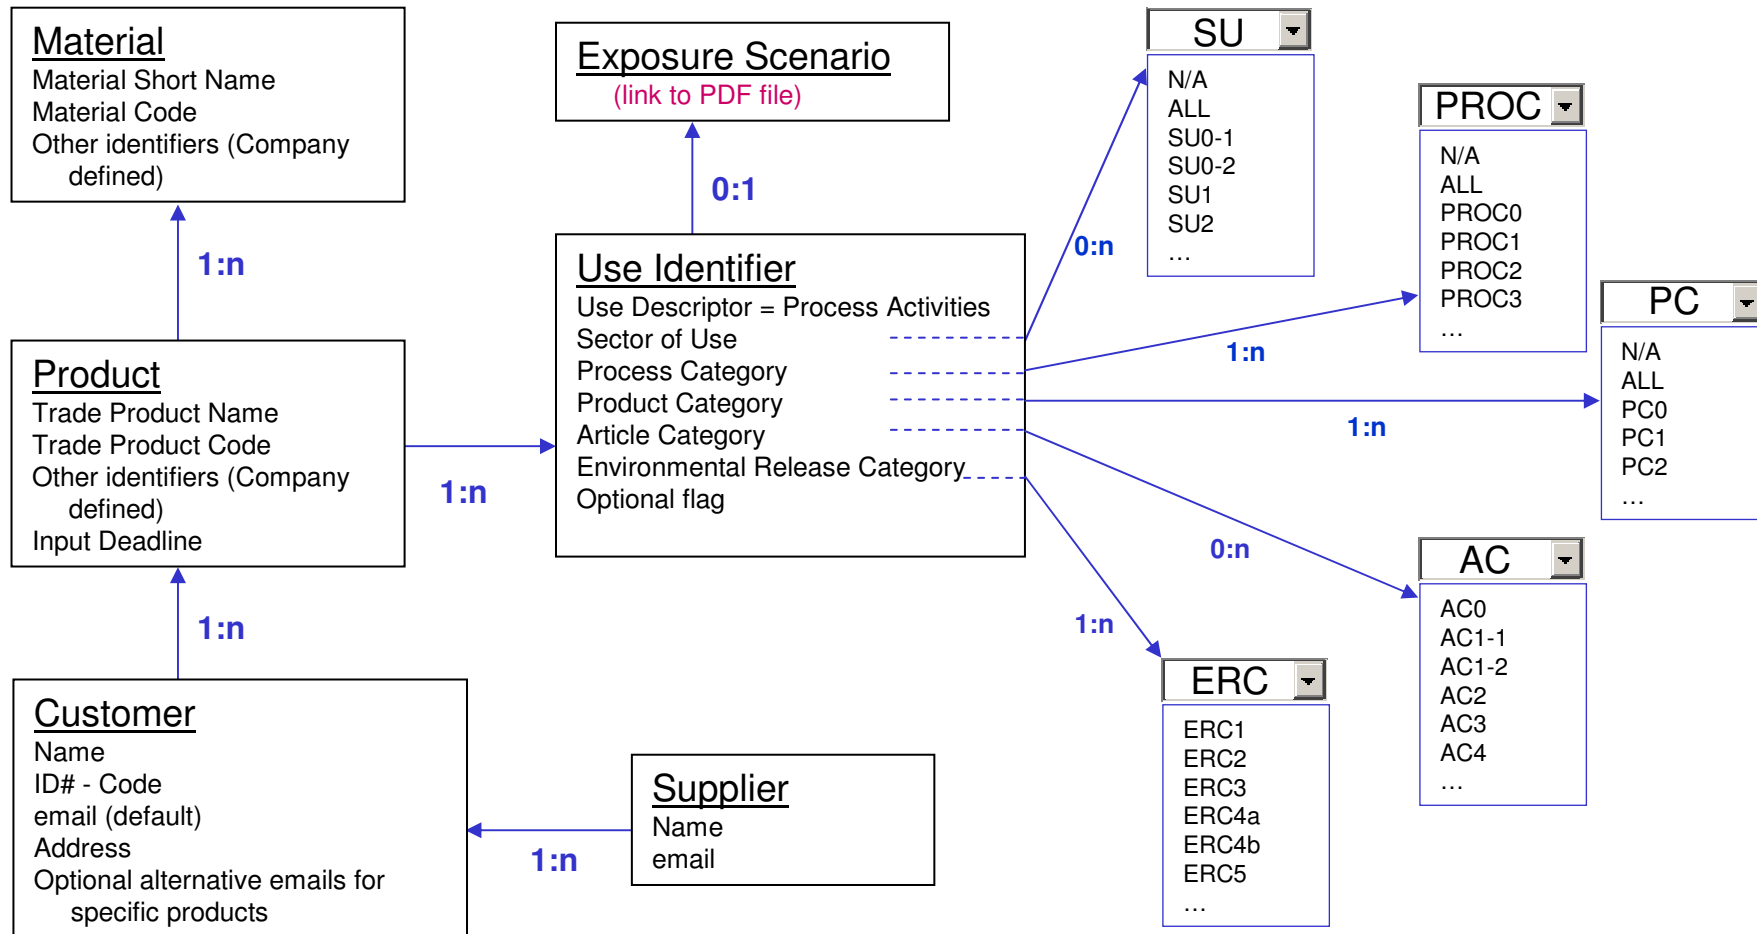 Material
Material Short Name
Material Code
Other identifiers (Company
defined)
1:n
Product
Trade Product Name
Trade Product Code
Other identifiers (Company
defined)
Input Deadline
1:n
Customer
Name
ID# - Code
email (default)
Address
Optional alternative emails for
specific products
1:n
Supplier
Name
email
1:n
Exposure Scenario
(link to PDF file)
0:1
Use Identifier
Use Descriptor = Process Activities
Sector of Use
Process Category
Product Category
Article Category
Environmental Release Category
Optional flag
0:n
SU
N/A
ALL
SU0-1
SU0-2
SU1
SU2
…
1:n
PROC
N/A
ALL
PROC0
PROC1
PROC2
PROC3
…
1:n
PC
N/A
ALL
PC0
PC1
PC2
…
0:n
AC
AC0
AC1-1
AC1-2
AC2
AC3
AC4
…
1:n
ERC
ERC1
ERC2
ERC3
ERC4a
ERC4b
ERC5
…